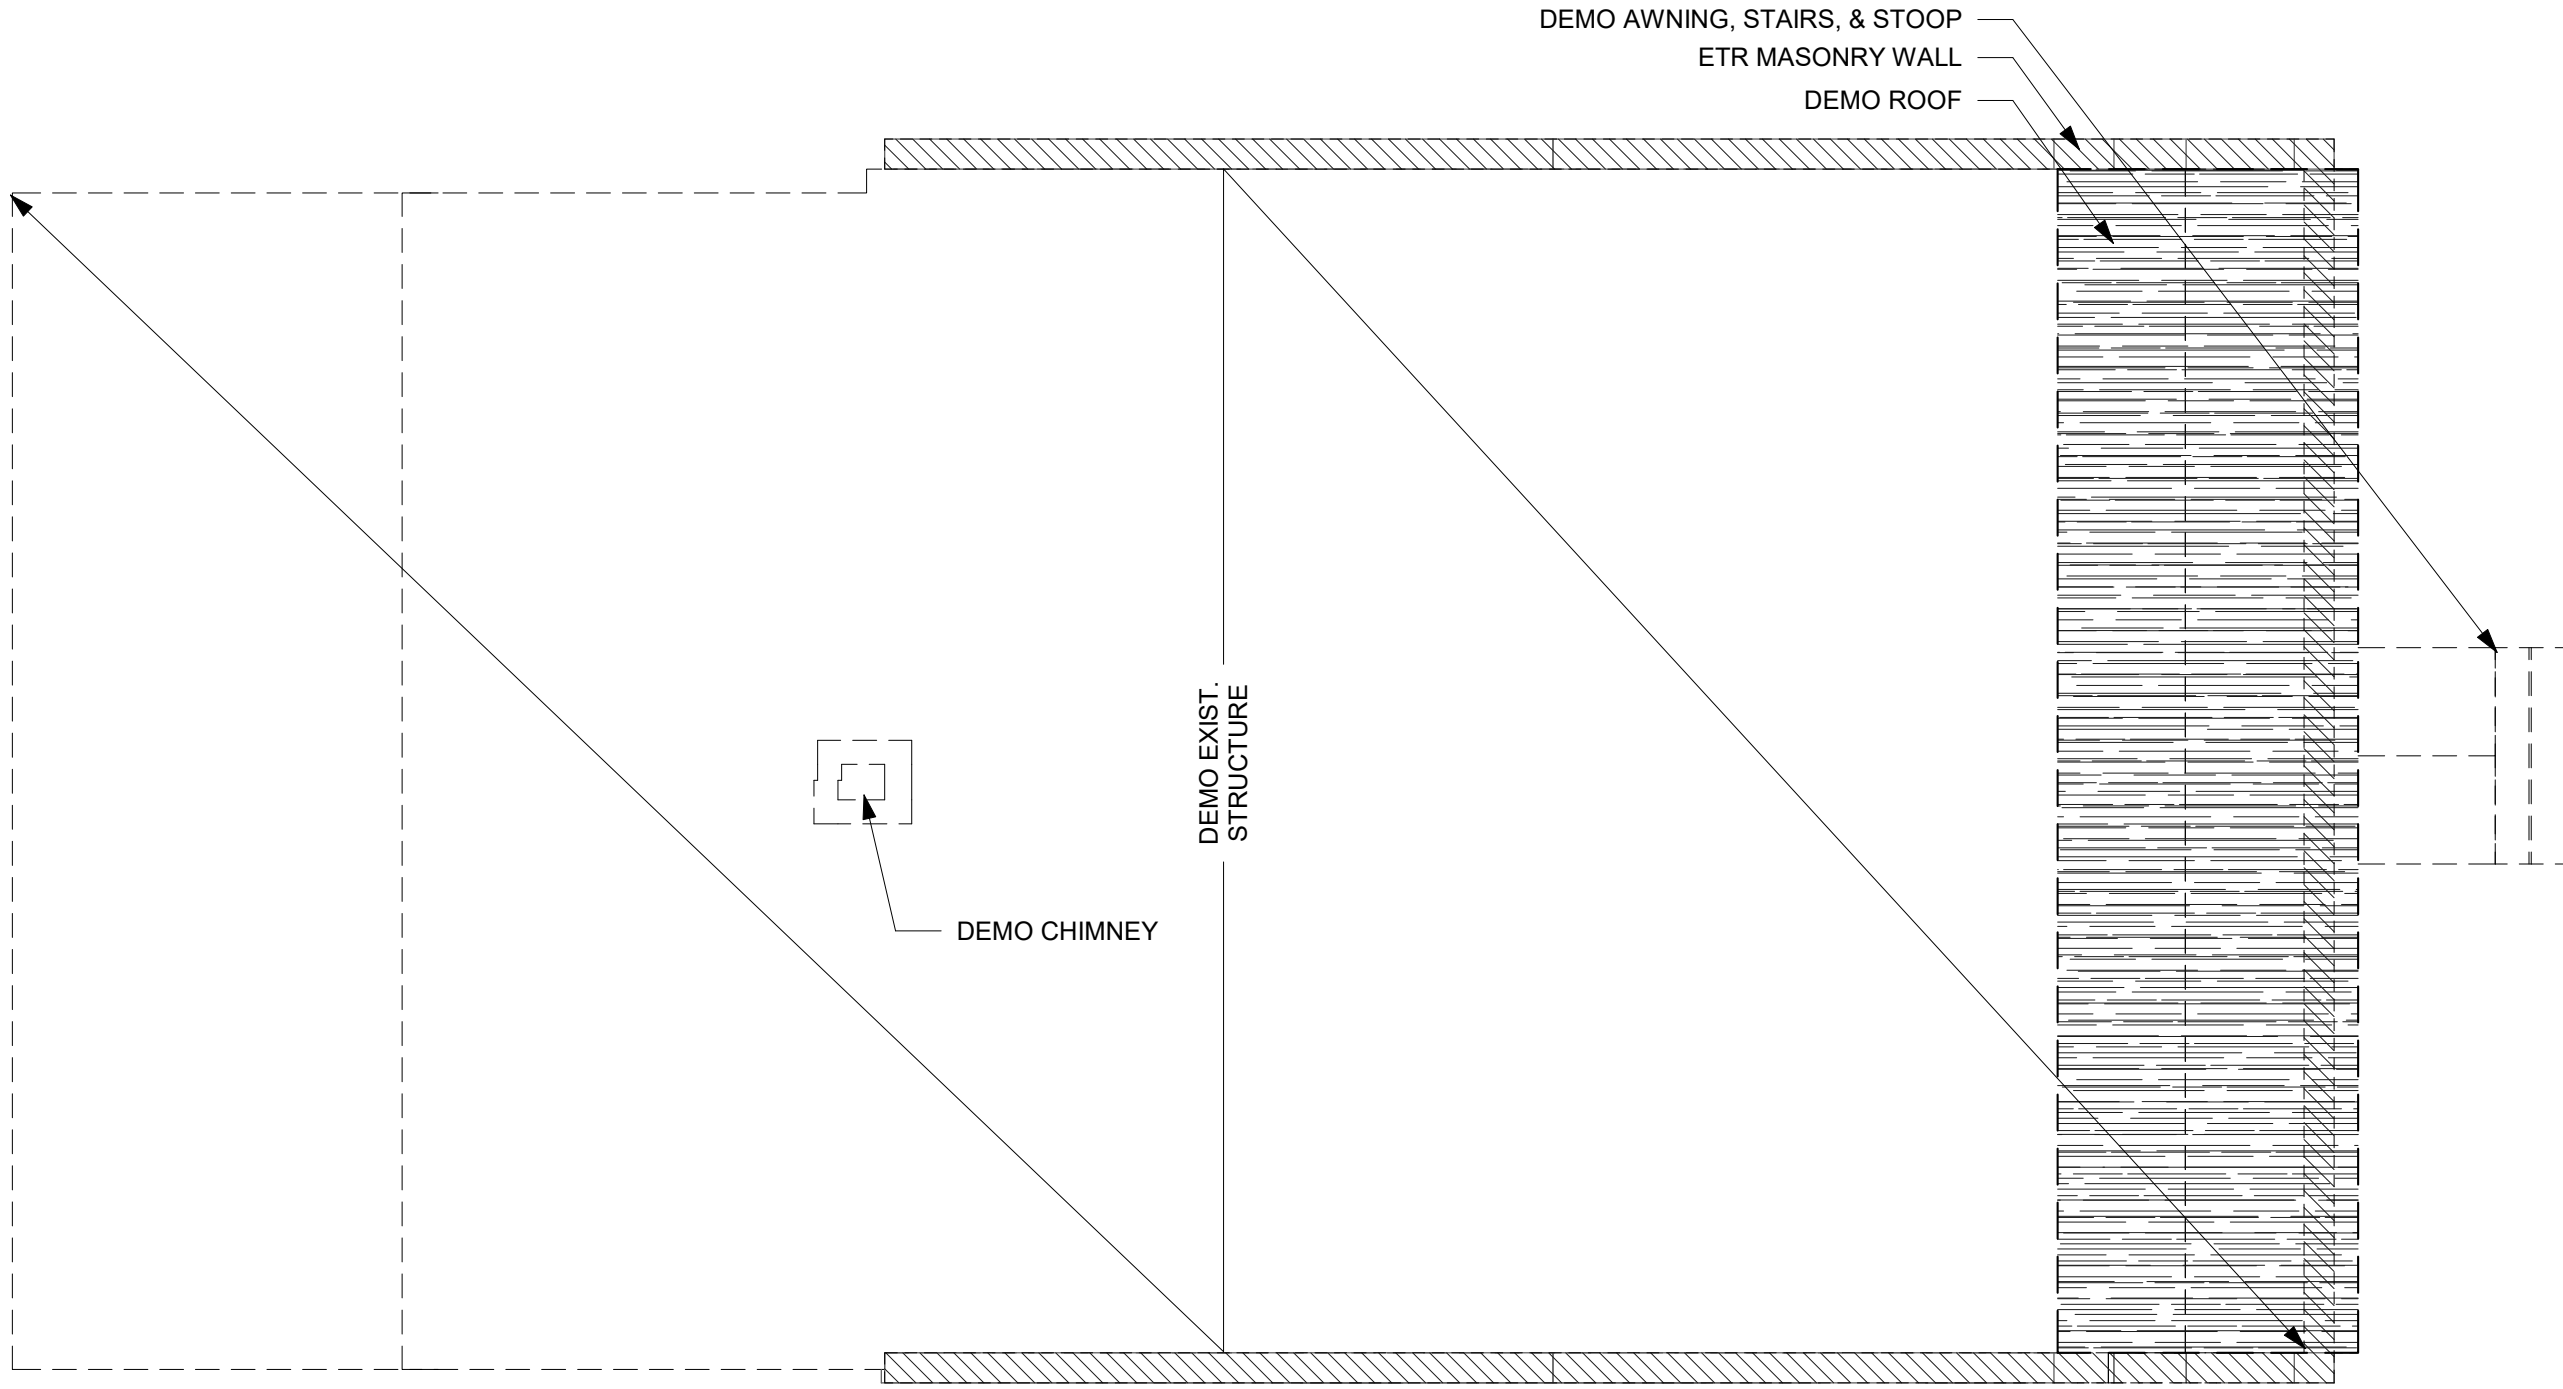 DEMO AWNING, STAIRS, & STOOP
ETR MASONRY WALL
DEMO ROOF
DEMO EXIST.
STRUCTURE
DEMO CHIMNEY